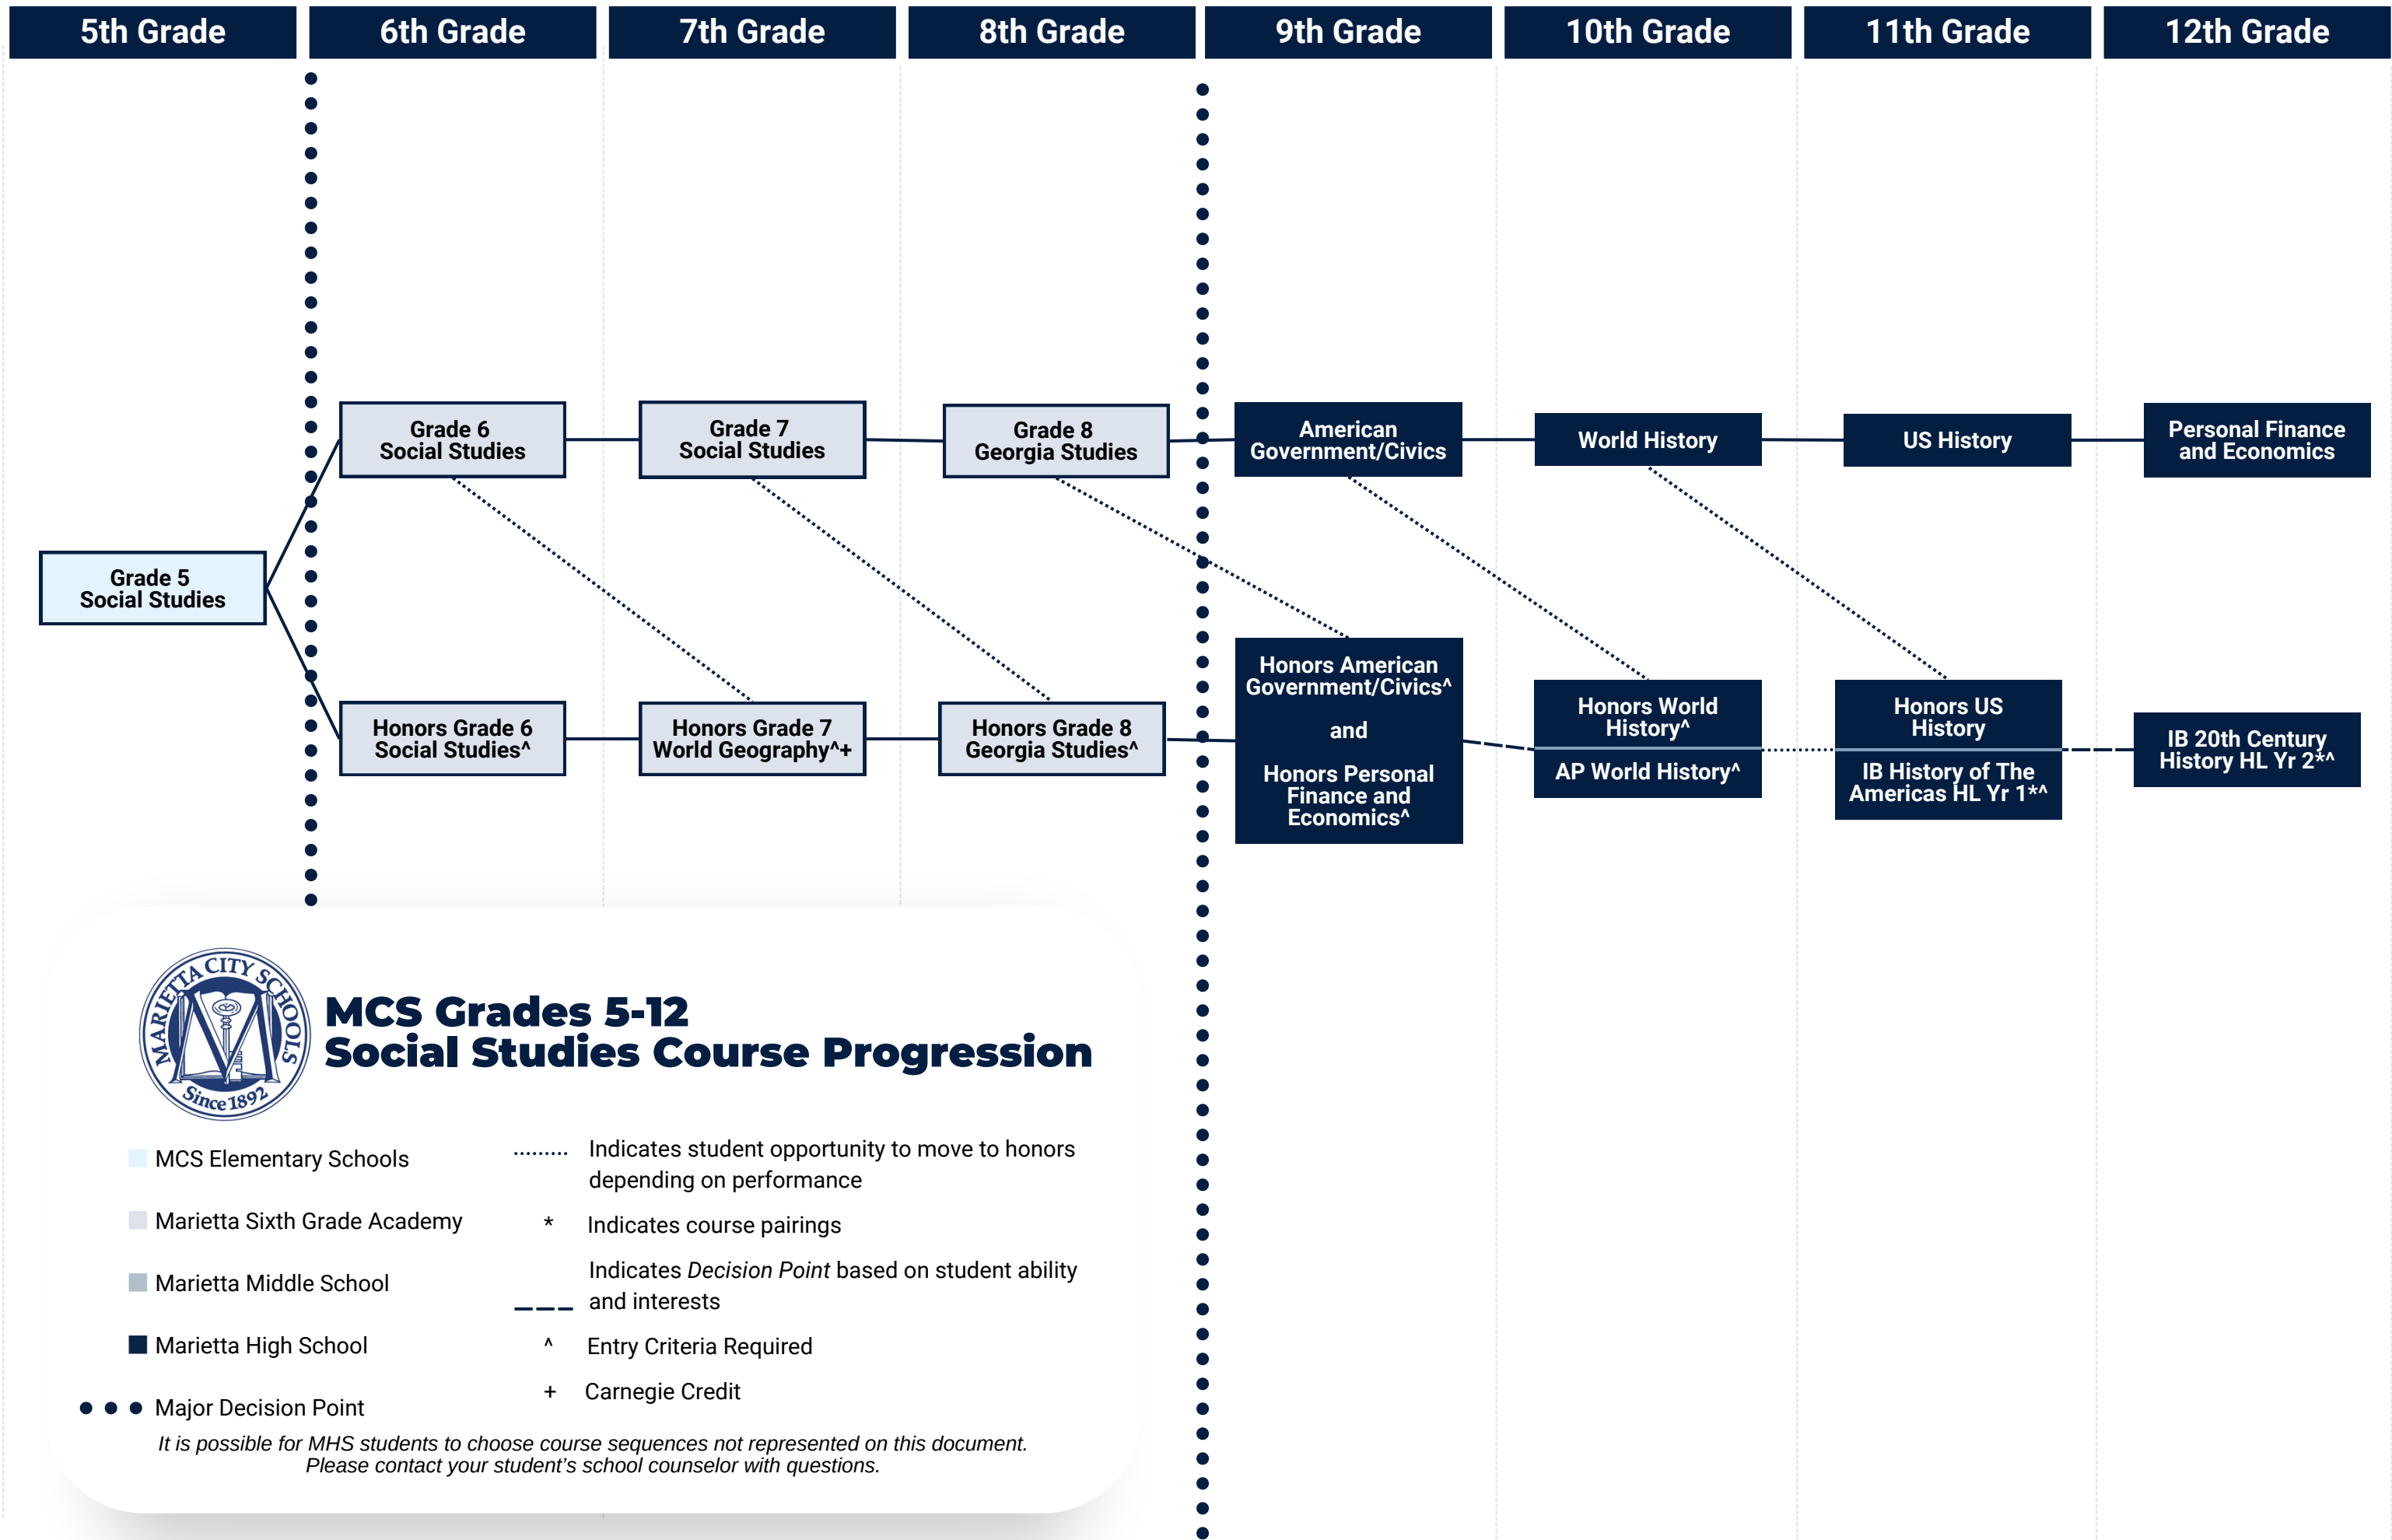 5th Grade
6th Grade
7th Grade
8th Grade
9th Grade
10th Grade
11th Grade
12th Grade
Grade 5
Social Studies
Grade 6
Social Studies
Grade 7
Social Studies
Grade 8
Georgia Studies
American
Government/Civics
World History
US History
Personal Finance
and Economics
Honors Grade 6
Social Studies^
Honors Grade 7
World Geography^+
Honors Grade 8
Georgia Studies^
Honors American
Government/Civics^
and
Honors Personal
Finance and
Economics^
Honors World
History^
AP World History^
Honors US
History
IB History of The
Americas HL Yr 1*^
IB 20th Century
History HL Yr 2*^
MARIETTA CITY SCHOOLS
Since 1892
MCS Grades 5-12
Social Studies Course Progression
MCS Elementary Schools
Marietta Sixth Grade Academy
Marietta Middle School
Marietta High School
Major Decision Point
Indicates student opportunity to move to honors
depending on performance
* Indicates course pairings
Indicates Decision Point based on student ability
and interests
^ Entry Criteria Required
+ Carnegie Credit
It is possible for MHS students to choose course sequences not represented on this document.
Please contact your student’s school counselor with questions.